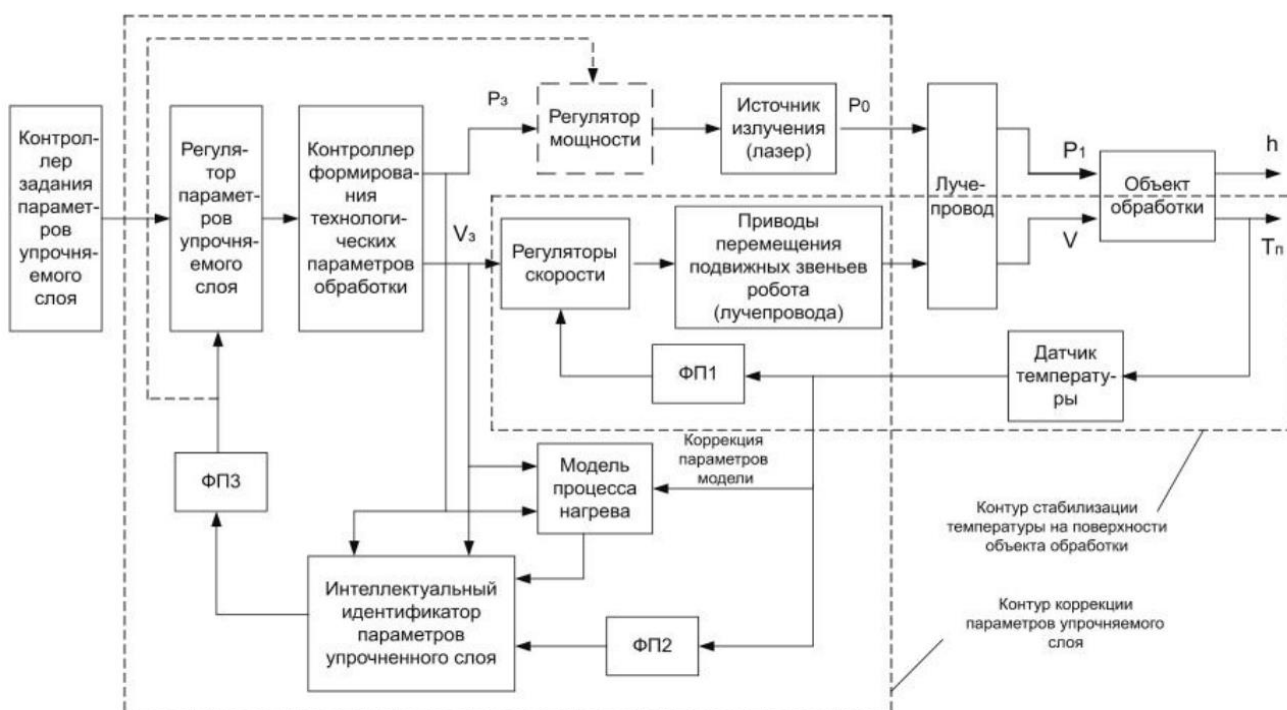 Контрол-
лер
задания
парамет-
ров
упрочня-
емого
слоя
Регуля-
тор
парамет-
ров
упрочня-
емого
слоя
Контроллер
формирова-
ния
технологи-
ческих
параметров
обработки
Pз
Vз
Регулятор
мощности
Источник
излучения
(лазер)
P0
Луче-
провод
P1
V
Объект
обработки
h
Tп
Регуляторы
скорости
Приводы
перемещения
подвижных звеньев
робота
(лучепровода)
ФП1
Датчик
температу-
ры
ФП3
Модель
процесса
нагрева
Коррекция
параметров
модели
Интеллектуальный
идентификатор
параметров
упрочненного слоя
ФП2
Контур стабилизации
температуры на поверхности
объекта обработки
Контур коррекции
параметров упрочняемого
слоя